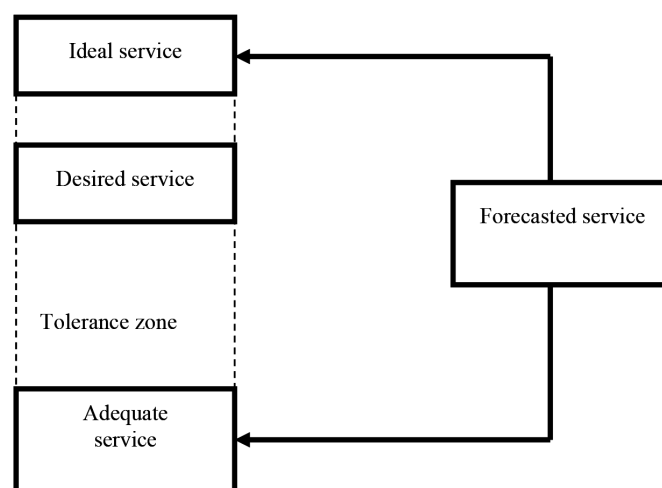 Ideal service
Desired service
Forecasted service
Tolerance zone
Adequate
service